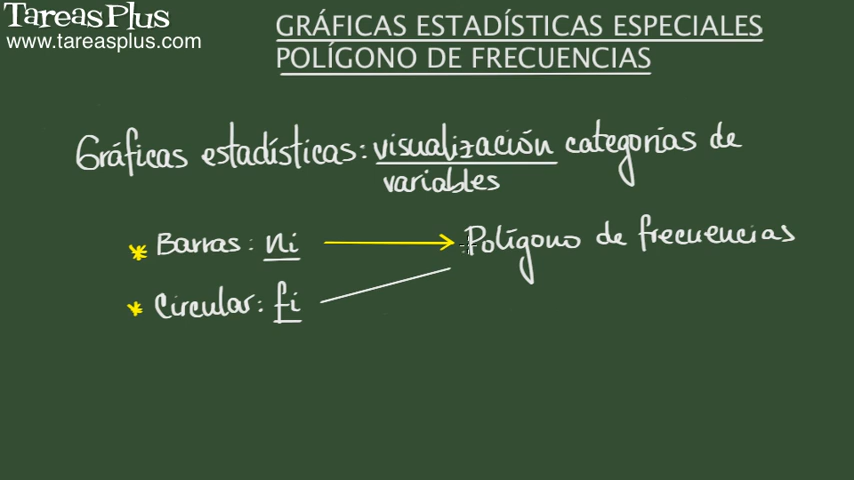 TareasPlus
www.tareasplus.com
GRÁFICAS ESTADÍSTICAS ESPECIALES
POLÍGONO DE FRECUENCIAS
Gráficas estadísticas: visualización categorías de
variables
* Barras: ni
Polígono de frecuencias
* Circular: fi